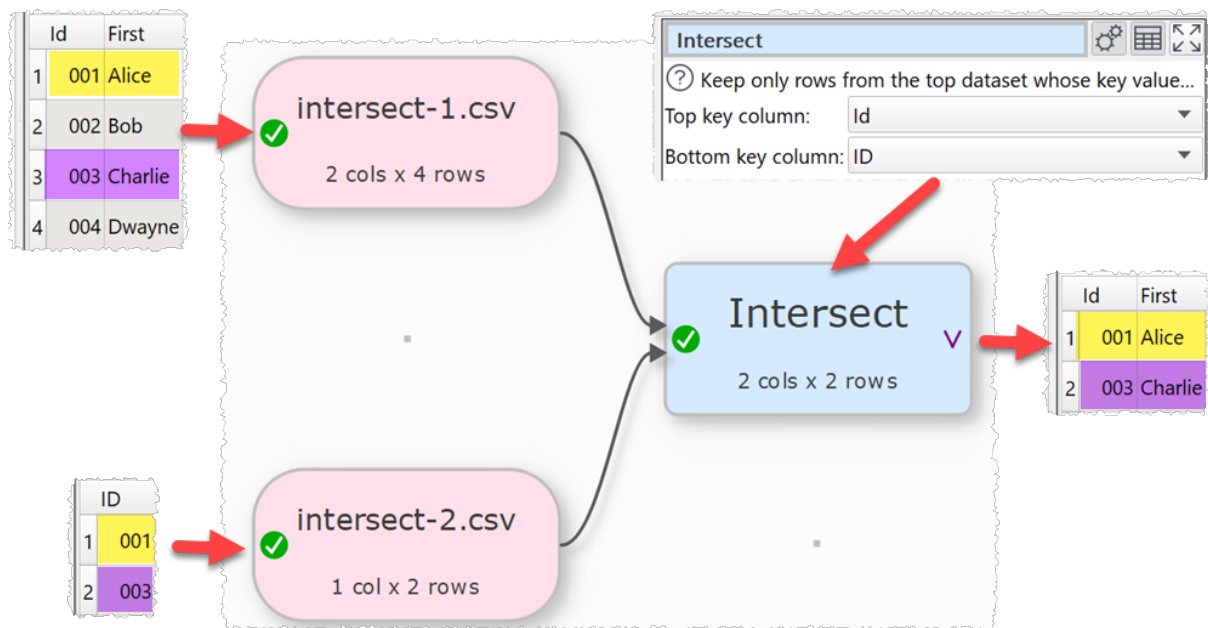 Id First
1 001 Alice
2 002 Bob
3 003 Charlie
4 004 Dwayne
intersect-1.csv
2 cols x 4 rows
Intersect
? Keep only rows from the top dataset whose key value...
Top key column: Id
Bottom key column: ID
Intersect
V
2 cols x 2 rows
Id First
1 001 Alice
2 003 Charlie
ID
1 001
2 003
intersect-2.csv
1 col x 2 rows